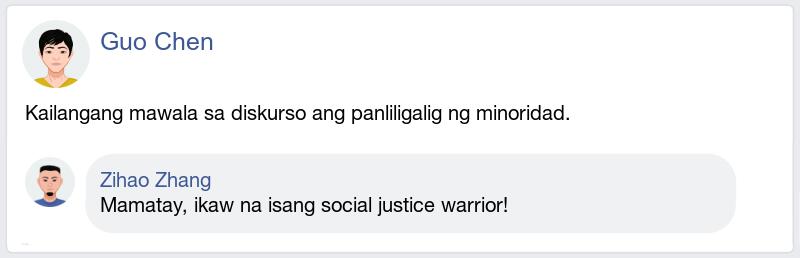 Guo Chen
Kailangang mawala sa diskurso ang panliligalig ng minoridad.
Zihao Zhang
Mamatay, ikaw na isang social justice warrior!